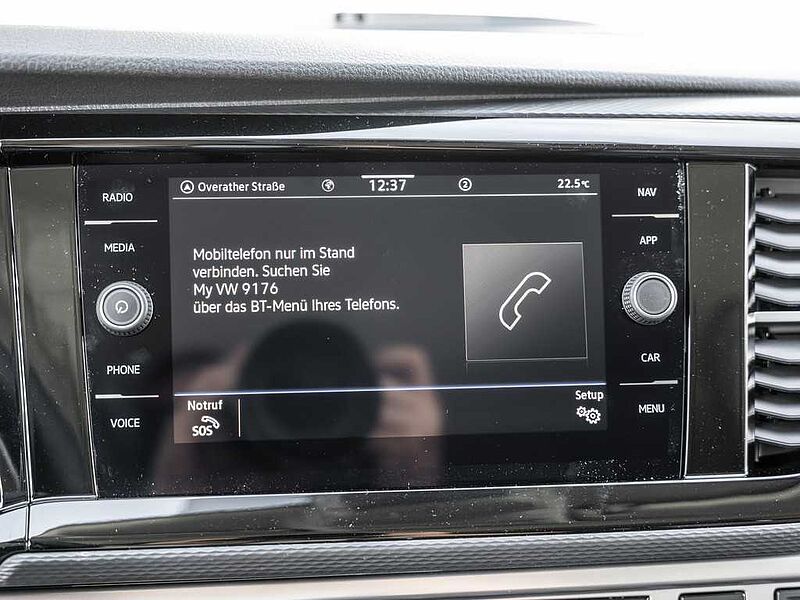 RADIO
MEDIA
PHONE
VOICE
Overather Straße 12:37 2 22.5°C
Mobiltelefon nur im Stand
verbinden. Suchen Sie
My VW 9176
über das BT-Menü Ihres Telefons.
Notruf
SOS
Setup
NAV
APP
CAR
MENU